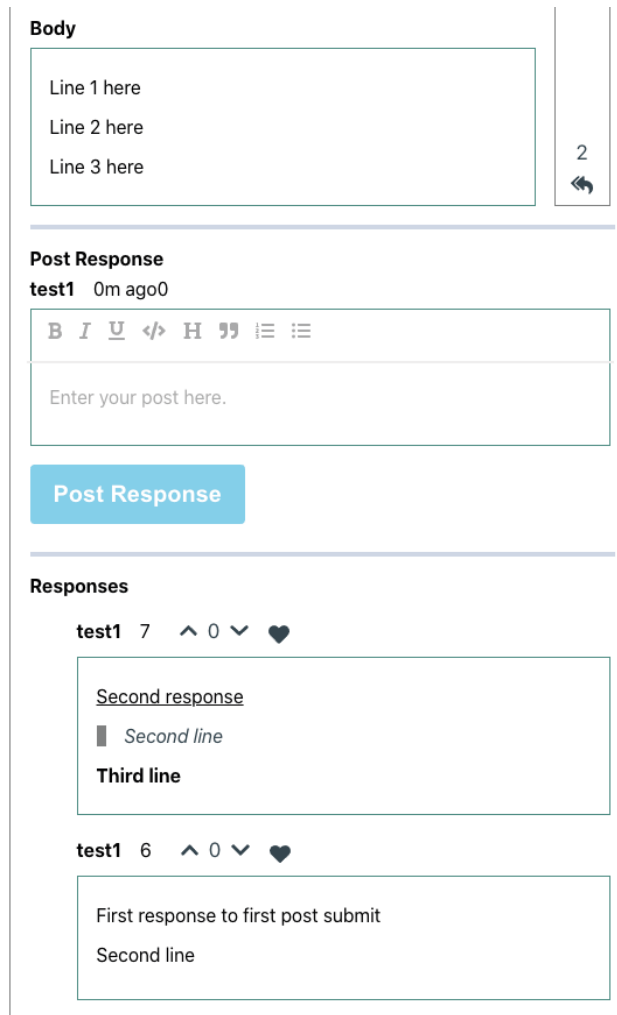 Body
Line 1 here
Line 2 here
Line 3 here
2
Post Response
test1 0m ago0
B I U </> H
Enter your post here.
Post Response
Responses
test1 7 0
Second response
Second line
Third line
test1 6 0
First response to first post submit
Second line